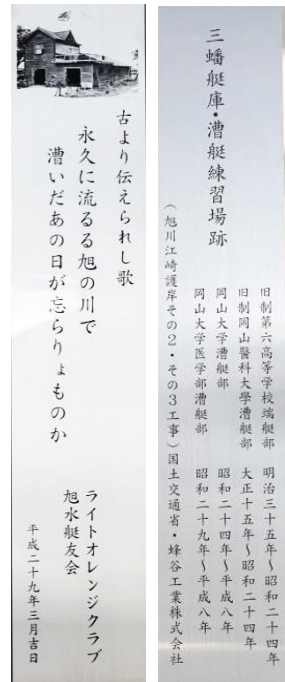 三蟠艇庫・漕艇練習場跡
旧制第六高等学校端艇部 明治三十五年~昭和二十四年
旧制岡山醫科大學漕艇部 大正十五年~昭和二十四年
岡山大学漕艇部 昭和二十四年~平成八年
岡山大学医学部漕艇部 昭和二十九年~平成八年
(旭川江崎護岸その2・その3工事)国土交通省・蜂谷工業株式会社
古より伝えられし歌
永久に流るる旭の川で
漕いだあの日が忘らりょものか
ライトオレンジクラブ
旭水艇友会
平成二十九年三月吉日